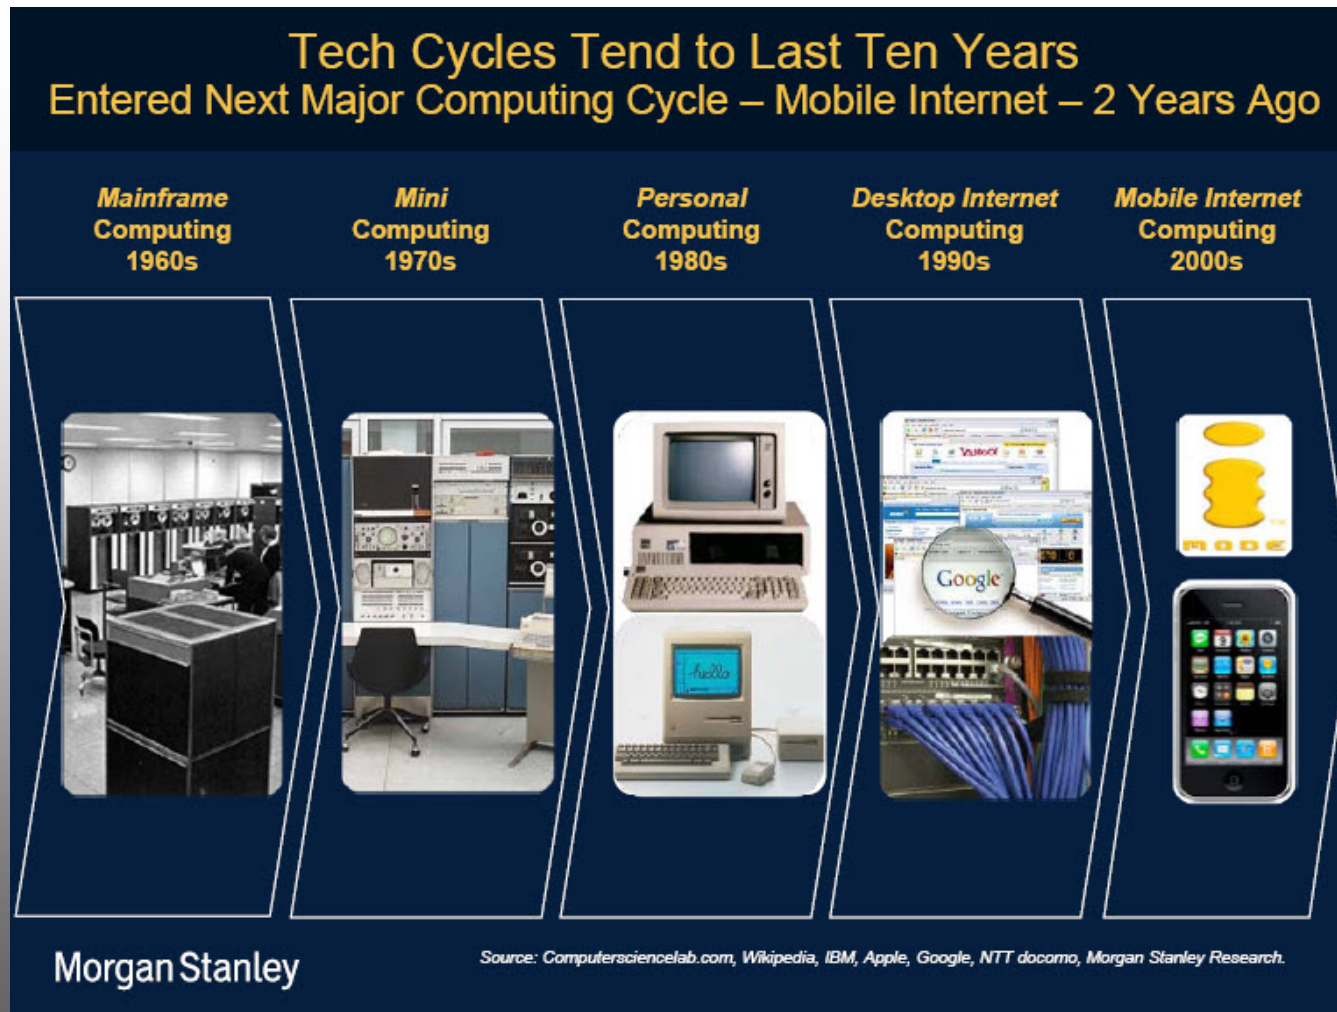 Tech Cycles Tend to Last Ten Years
Entered Next Major Computing Cycle – Mobile Internet – 2 Years Ago
Mainframe
Computing
1960s
Mini
Computing
1970s
Personal
Computing
1980s
Desktop Internet
Computing
1990s
Mobile Internet
Computing
2000s
hello
YAHOO!
Google
MODE
Morgan Stanley
Source: Computersciencelab.com, Wikipedia, IBM, Apple, Google, NTT docomo, Morgan Stanley Research.